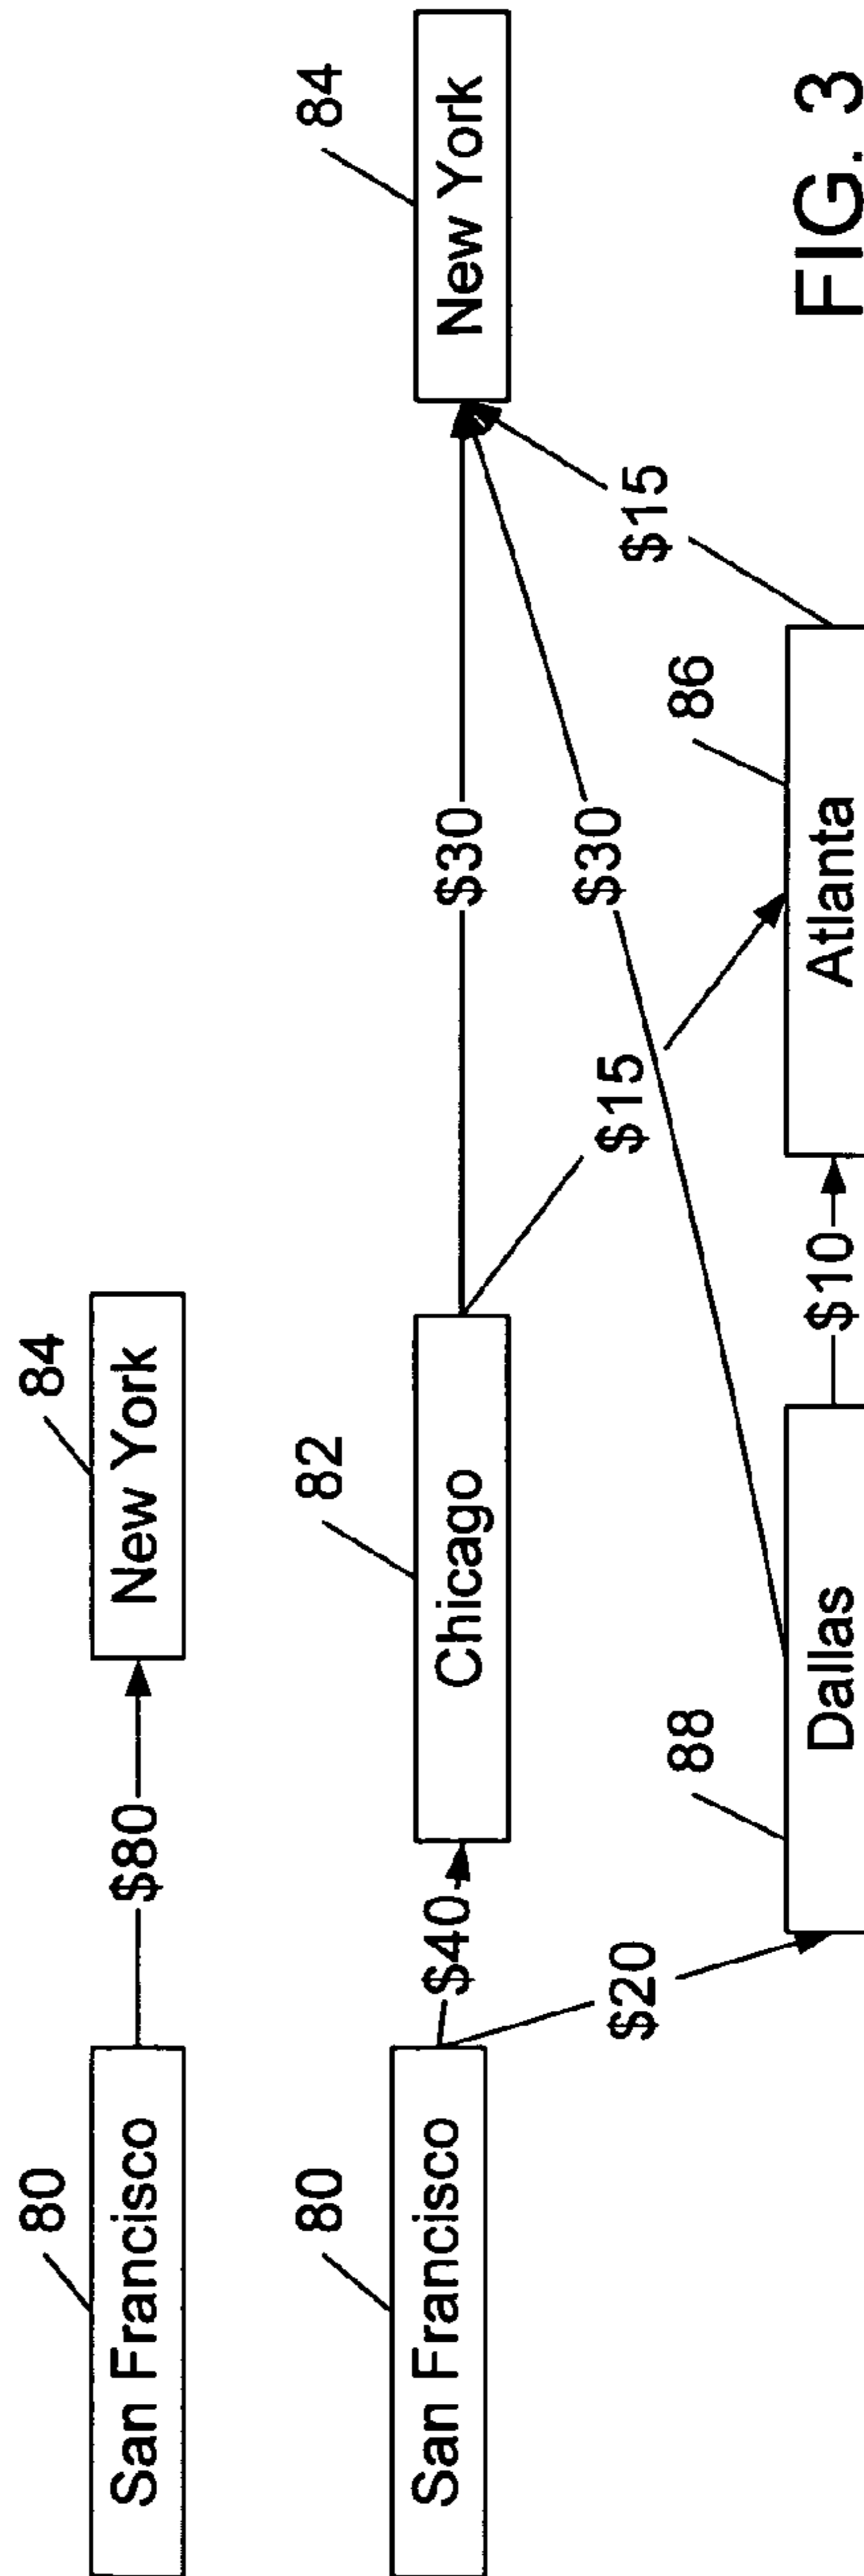 80
84
San Francisco
$80
New York
80
82
84
San Francisco
$40
Chicago
$30
New York
$20
$15
$30
$15
88
86
Dallas
$10
Atlanta
FIG. 3